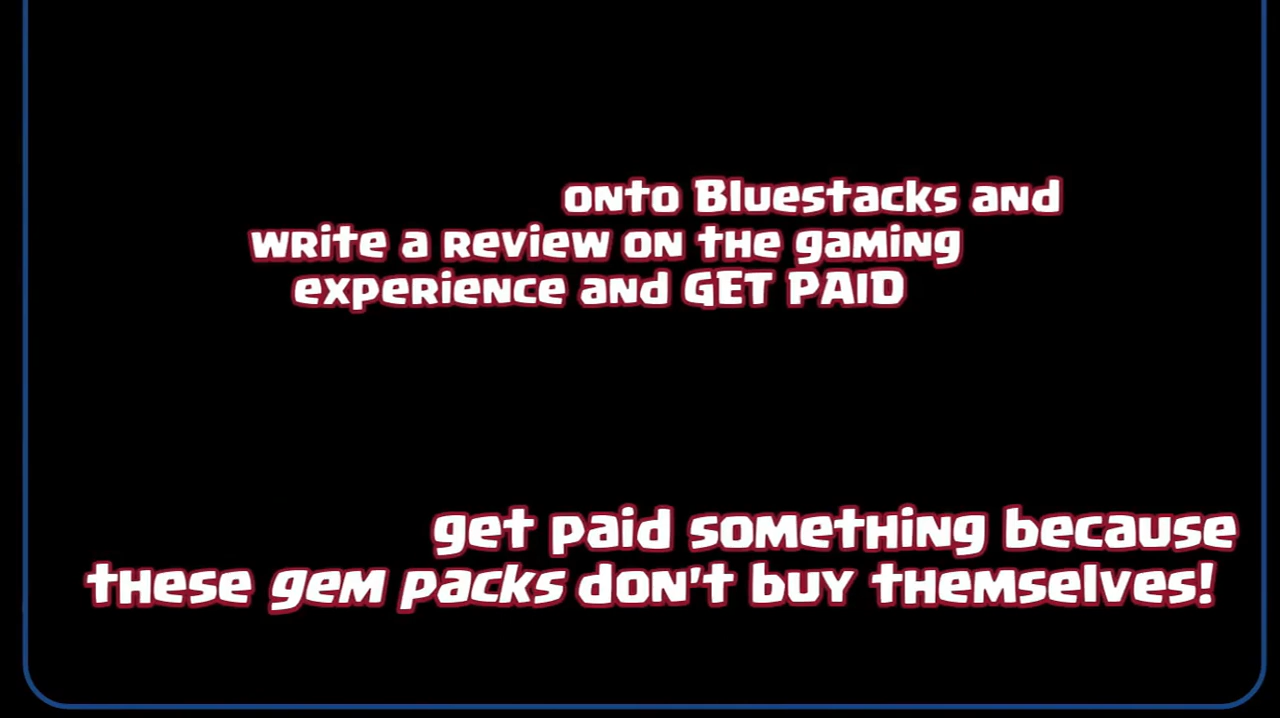 onto Bluestacks and
write a review on the gaming
experience and GET PAID
get paid something because
these gem packs don't buy themselves!